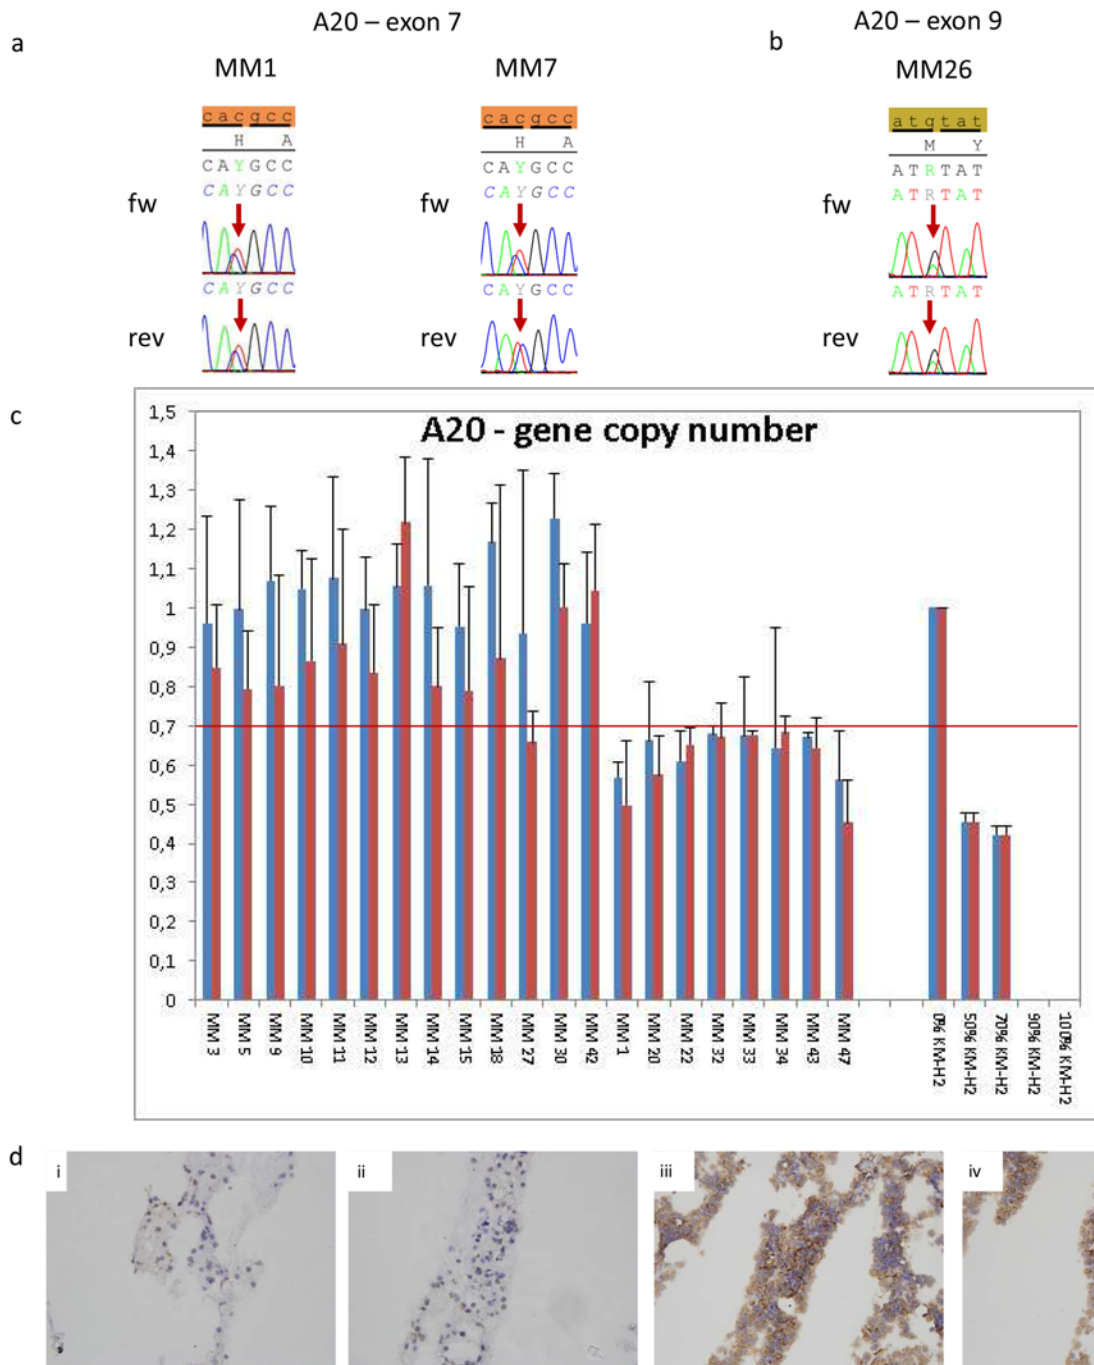 A20 – exon 7
A20 – exon 9
a
b
MM1
MM7
MM26
cacgcc
cacgcc
atgtat
H A
H A
M Y
CAYGCC
CAYGCC
ATRTAT
CAYGCC
CAYGCC
ATRTAT
fw
fw
fw
CAYGCC
CAYGCC
ATRTAT
rev
rev
rev
c
A20 - gene copy number
1,5
1,4
1,3
1,2
1,1
1
0,9
0,8
0,7
0,6
0,5
0,4
0,3
0,2
0,1
0
MM 3
MM 5
MM 9
MM 10
MM 11
MM 12
MM 13
MM 14
MM 15
MM 18
MM 27
MM 30
MM 42
MM 1
MM 20
MM 22
MM 32
MM 33
MM 34
MM 43
MM 47
0% KM-H2
50% KM-H2
70% KM-H2
90% KM-H2
100% KM-H2
d
i
ii
iii
iv